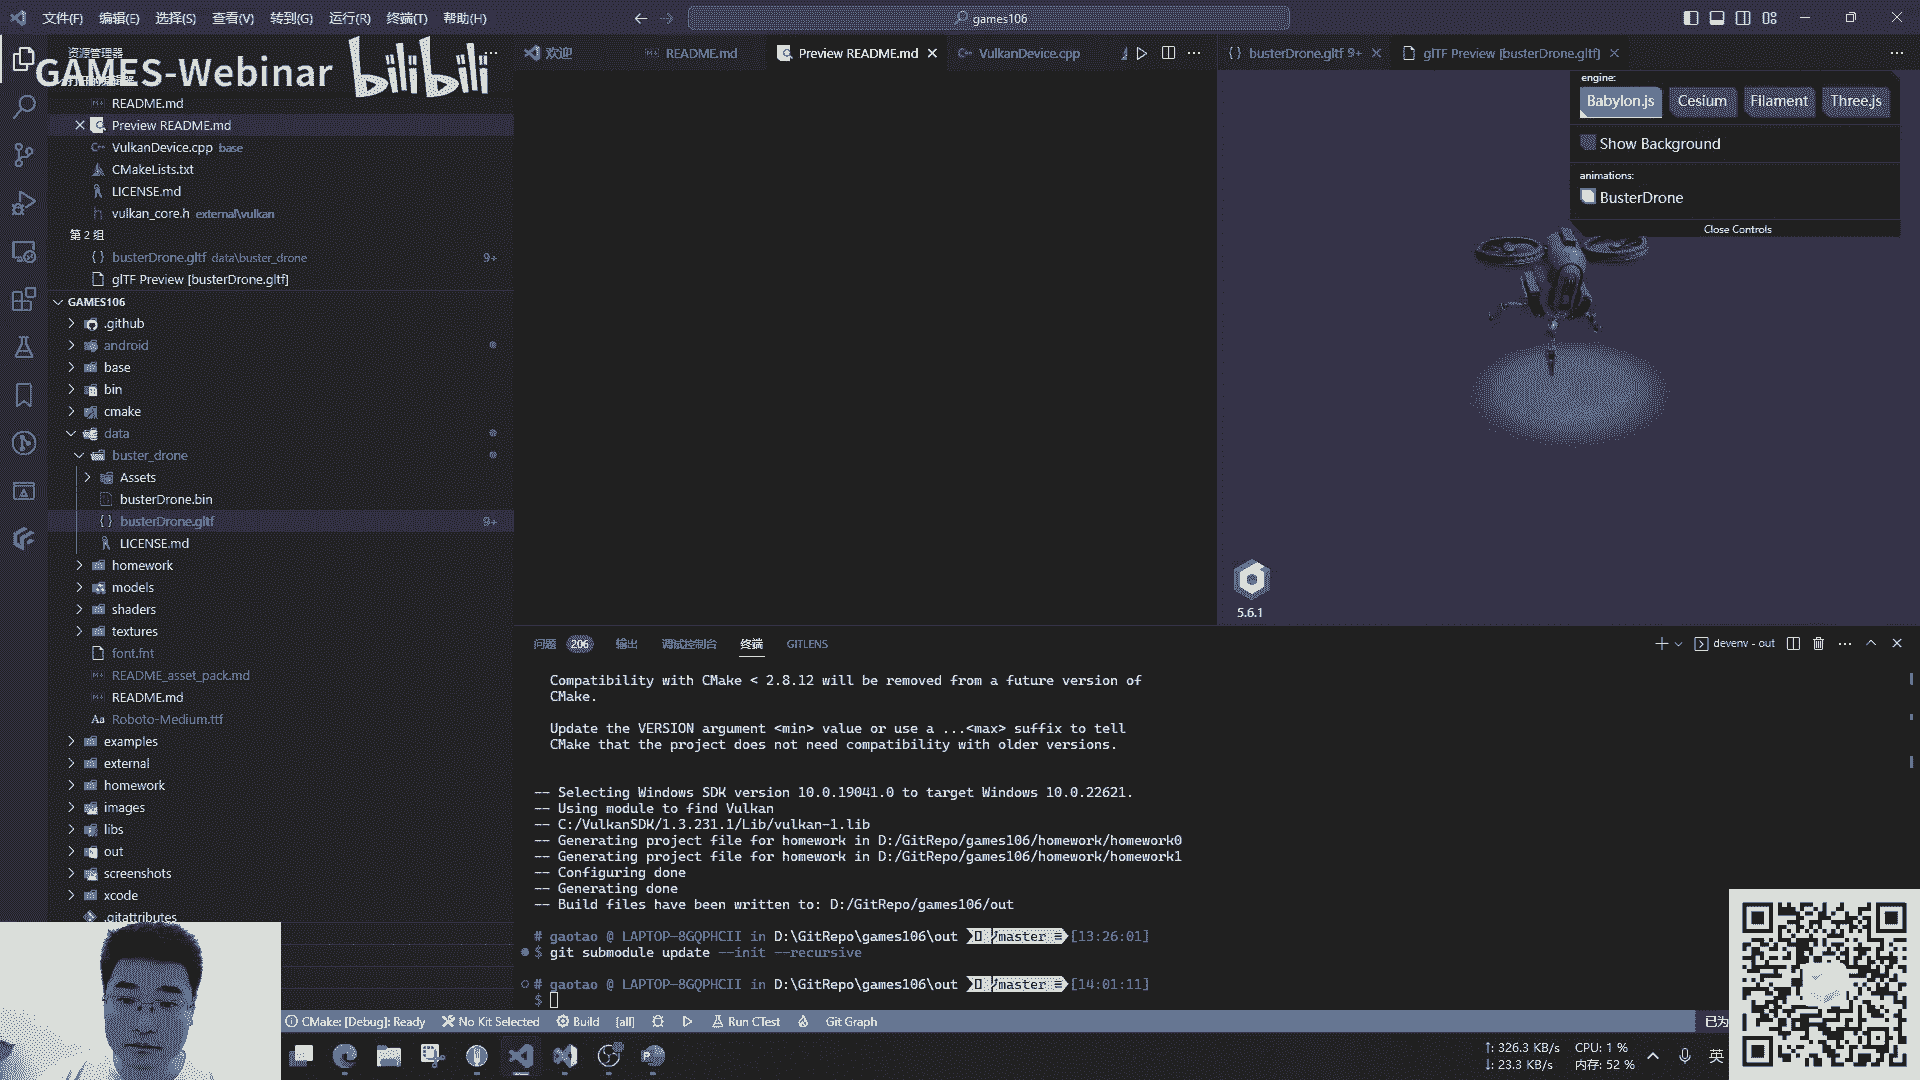 文件(F) 编辑(E) 选择(S) 查看(V) 转到(G) 运行(R) 终端(T) 帮助(H)
games106
资源管理器
GAMES-Webinar bilibili
欢迎 README.md Preview README.md VulkanDevice.cpp
busterDrone.gltf 9+ glTF Preview [busterDrone.gltf]
README.md
Preview README.md
VulkanDevice.cpp base
CMakeLists.txt
LICENSE.md
vulkan_core.h external\vulkan
第 2 组
busterDrone.gltf data\buster_drone 9+
glTF Preview [busterDrone.gltf]
GAMES106
.github
android
base
bin
cmake
data
buster_drone
Assets
busterDrone.bin
busterDrone.gltf 9+
LICENSE.md
homework
models
shaders
textures
font.fnt
README_asset_pack.md
README.md
Roboto-Medium.ttf
examples
external
homework
images
libs
out
screenshots
xcode
.gitattributes
engine:
Babylon.js Cesium Filament Three.js
Show Background
animations:
BusterDrone
Close Controls
5.6.1
问题 206 输出 调试控制台 终端 GITLENS
devenv - out
Compatibility with CMake < 2.8.12 will be removed from a future version of
CMake.
Update the VERSION argument <min> value or use a ...<max> suffix to tell
CMake that the project does not need compatibility with older versions.
-- Selecting Windows SDK version 10.0.19041.0 to target Windows 10.0.22621.
-- Using module to find Vulkan
-- C:/VulkanSDK/1.3.231.1/Lib/vulkan-1.lib
-- Generating project file for homework in D:/GitRepo/games106/homework/homework0
-- Generating project file for homework in D:/GitRepo/games106/homework/homework1
-- Configuring done
-- Generating done
-- Build files have been written to: D:/GitRepo/games106/out
# gaotao @ LAPTOP-8GQPHCII in D:\GitRepo\games106\out master ≡ [13:26:01]
$ git submodule update --init --recursive
# gaotao @ LAPTOP-8GQPHCII in D:\GitRepo\games106\out master ≡ [14:01:11]
$
CMake: [Debug]: Ready No Kit Selected Build [all] Run CTest Git Graph
已为
↑: 326.3 KB/s CPU: 1 %
↓: 23.3 KB/s 内存: 52 %
英